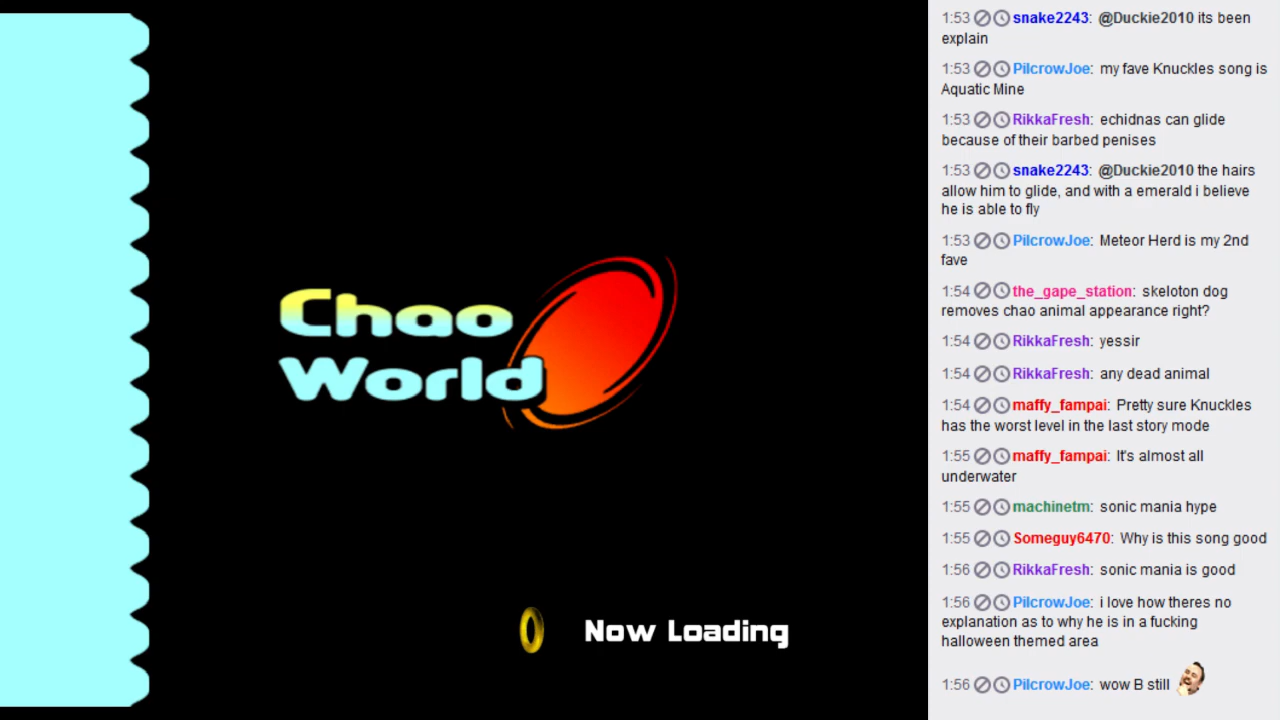 Chao
World
Now Loading
1:53 snake2243: @Duckie2010 its been
explain
1:53 PilcrowJoe: my fave Knuckles song is
Aquatic Mine
1:53 RikkaFresh: echidnas can glide
because of their barbed penises
1:53 snake2243: @Duckie2010 the hairs
allow him to glide, and with a emerald i believe
he is able to fly
1:53 PilcrowJoe: Meteor Herd is my 2nd
fave
1:54 the_gape_station: skeloton dog
removes chao animal appearance right?
1:54 RikkaFresh: yessir
1:54 RikkaFresh: any dead animal
1:54 maffy_fampai: Pretty sure Knuckles
has the worst level in the last story mode
1:55 maffy_fampai: It's almost all
underwater
1:55 machinetm: sonic mania hype
1:55 Someguy6470: Why is this song good
1:56 RikkaFresh: sonic mania is good
1:56 PilcrowJoe: i love how theres no
explanation as to why he is in a fucking
halloween themed area
1:56 PilcrowJoe: wow B still